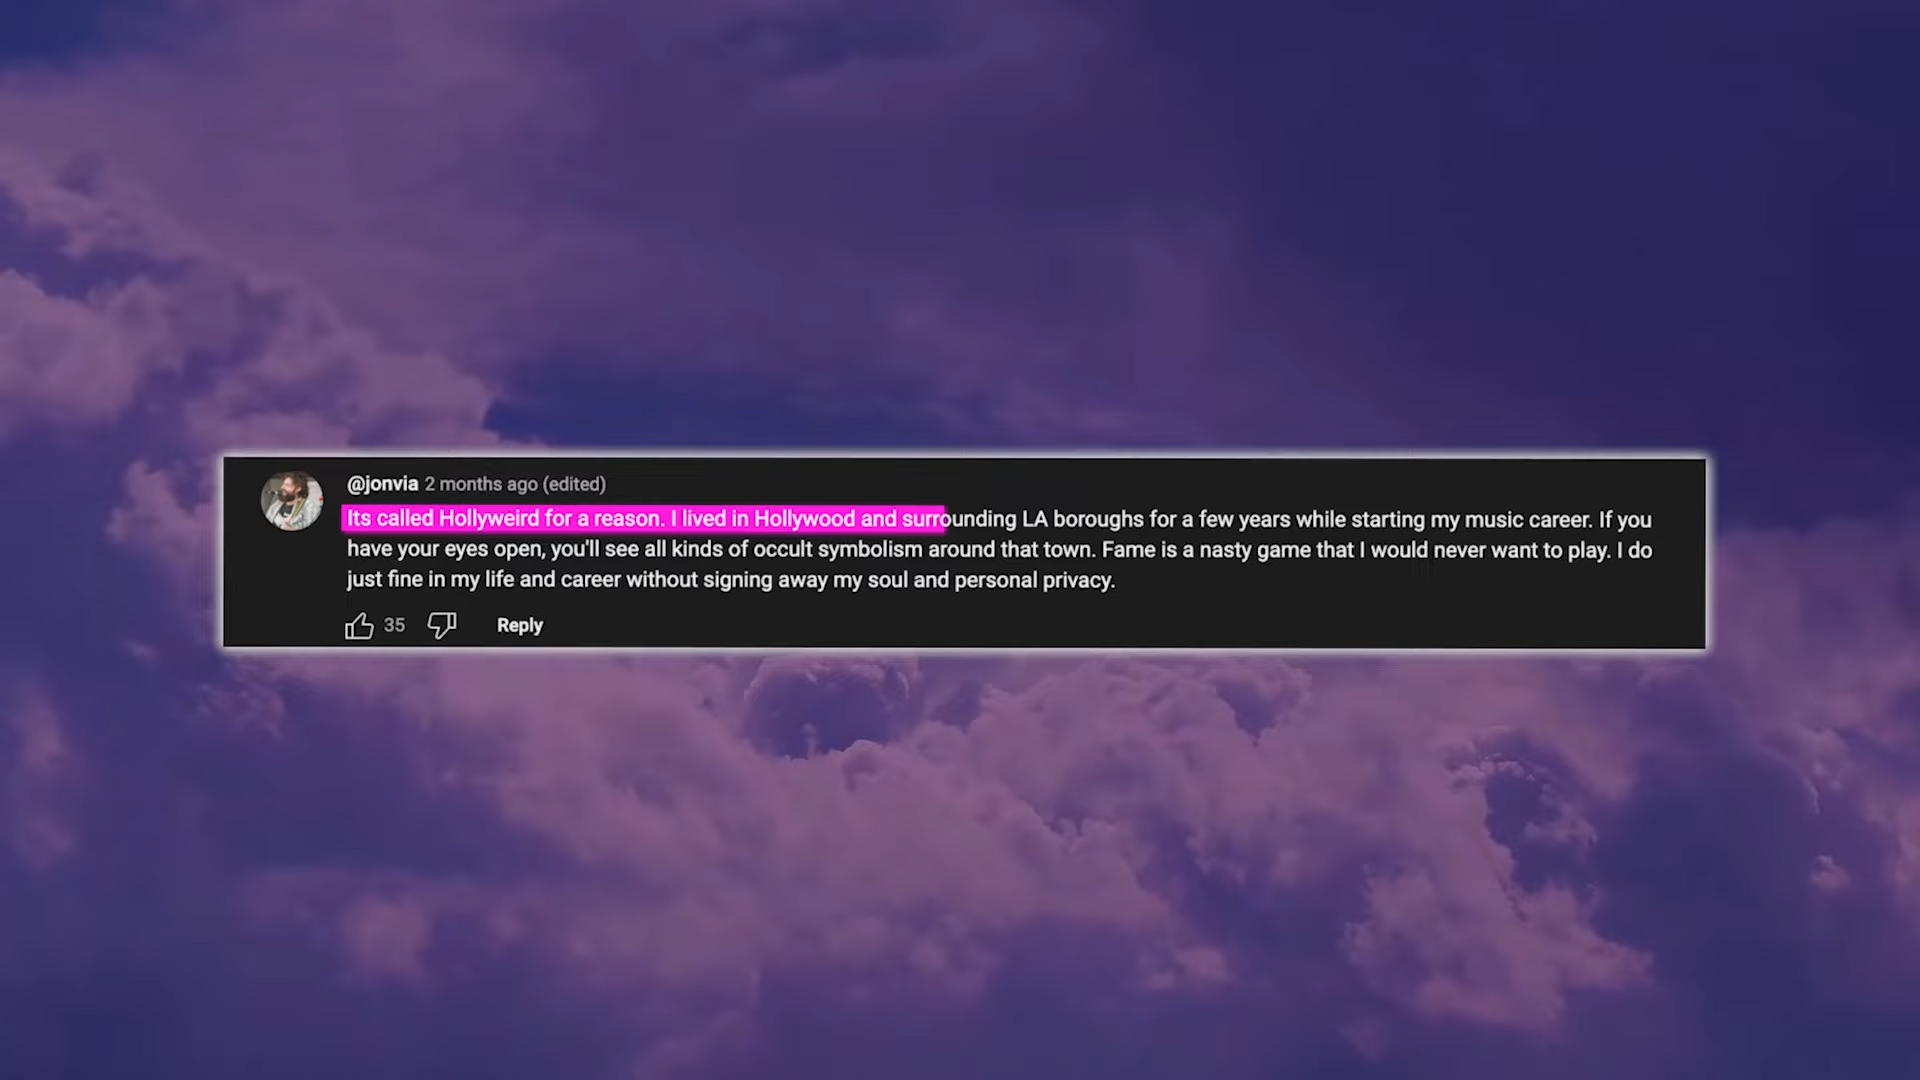 @jonvia 2 months ago (edited)
Its called Hollyweird for a reason. I lived in Hollywood and surrounding LA boroughs for a few years while starting my music career. If you
have your eyes open, you'll see all kinds of occult symbolism around that town. Fame is a nasty game that I would never want to play. I do
just fine in my life and career without signing away my soul and personal privacy.
35 Reply